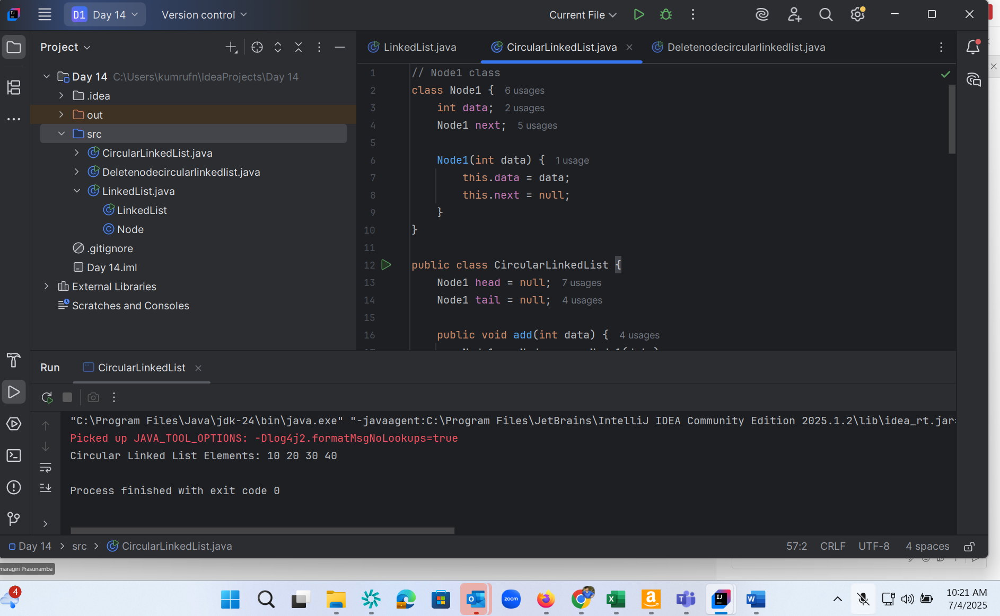 D1 Day 14 Version control Current File
Project
Day 14 C:\Users\kumrufn\IdeaProjects\Day 14
.idea
out
src
CircularLinkedList.java
Deletenodecircularlinkedlist.java
LinkedList.java
LinkedList
Node
.gitignore
Day 14.iml
External Libraries
Scratches and Consoles
LinkedList.java CircularLinkedList.java Deletenodecircularlinkedlist.java
1 // Node1 class
2 class Node1 { 6 usages
3 int data; 2 usages
4 Node1 next; 5 usages
5
6 Node1(int data) { 1 usage
7 this.data = data;
8 this.next = null;
9 }
10 }
11
12 public class CircularLinkedList {
13 Node1 head = null; 7 usages
14 Node1 tail = null; 4 usages
15
16 public void add(int data) { 4 usages
Run CircularLinkedList
"C:\Program Files\Java\jdk-24\bin\java.exe" "-javaagent:C:\Program Files\JetBrains\IntelliJ IDEA Community Edition 2025.1.2\lib\idea_rt.jar=
Picked up JAVA_TOOL_OPTIONS: -Dlog4j2.formatMsgNoLookups=true
Circular Linked List Elements: 10 20 30 40
Process finished with exit code 0
Day 14 > src > CircularLinkedList.java 57:2 CRLF UTF-8 4 spaces
maragiri Prasunamba
4
zoom
10:21 AM
7/4/2025